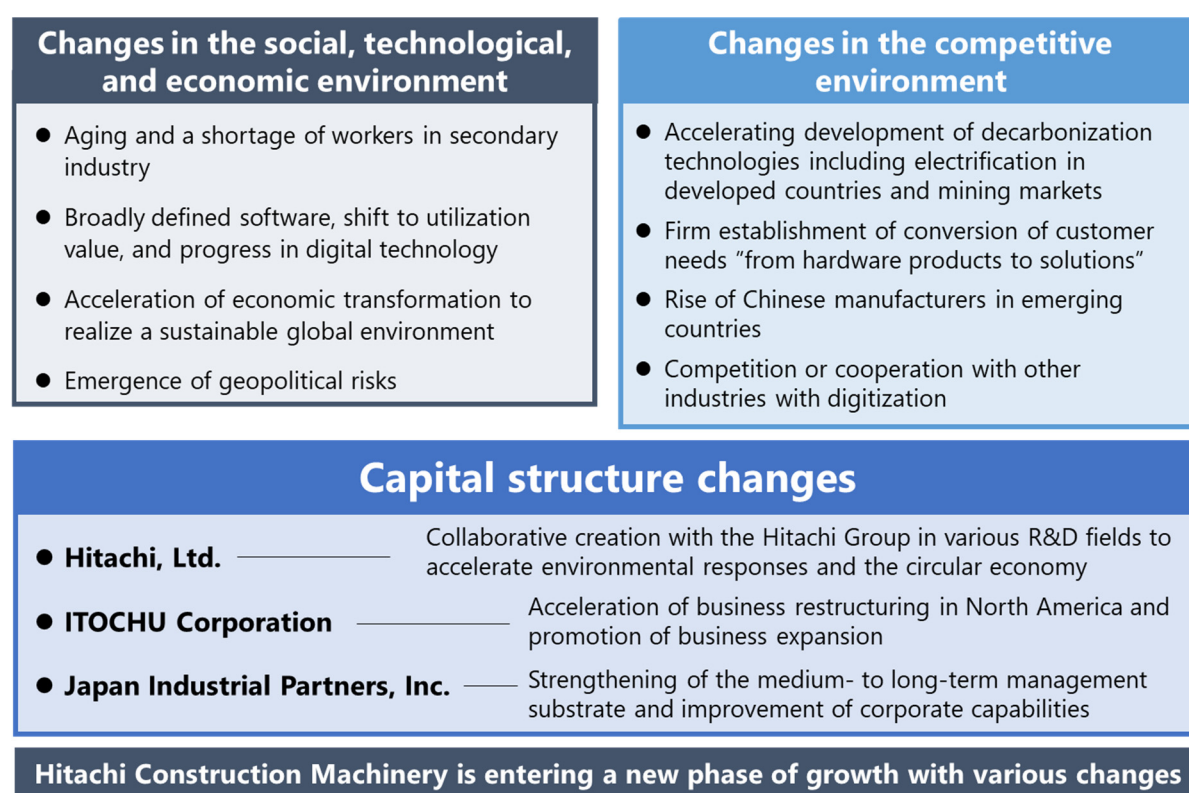 Changes in the social, technological,
and economic environment
● Aging and a shortage of workers in secondary
industry
● Broadly defined software, shift to utilization
value, and progress in digital technology
● Acceleration of economic transformation to
realize a sustainable global environment
● Emergence of geopolitical risks
Changes in the competitive
environment
● Accelerating development of decarbonization
technologies including electrification in
developed countries and mining markets
● Firm establishment of conversion of customer
needs ”from hardware products to solutions”
● Rise of Chinese manufacturers in emerging
countries
● Competition or cooperation with other
industries with digitization
Capital structure changes
● Hitachi, Ltd.
Collaborative creation with the Hitachi Group in various R&D fields to
accelerate environmental responses and the circular economy
● ITOCHU Corporation
Acceleration of business restructuring in North America and
promotion of business expansion
● Japan Industrial Partners, Inc.
Strengthening of the medium- to long-term management
substrate and improvement of corporate capabilities
Hitachi Construction Machinery is entering a new phase of growth with various changes